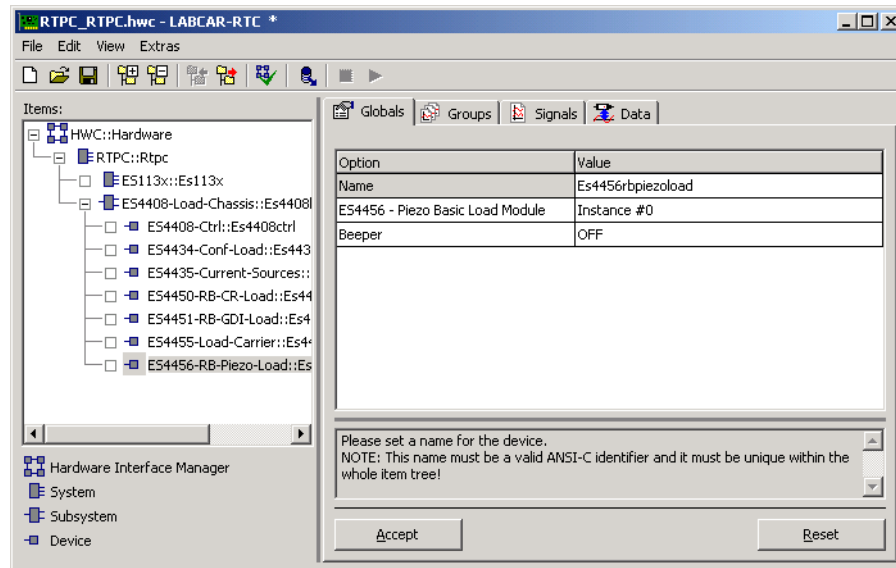 RTPC_RTPC.hwc - LABCAR-RTC *
File Edit View Extras
Items:
HWC::Hardware
RTPC::Rtpc
ES113x::Es113x
ES4408-Load-Chassis::Es4408l
ES4408-Ctrl::Es4408ctrl
ES4434-Conf-Load::Es443
ES4435-Current-Sources::
ES4450-RB-CR-Load::Es44
ES4451-RB-GDI-Load::Es4
ES4455-Load-Carrier::Es4
ES4456-RB-Piezo-Load::Es
Hardware Interface Manager
System
Subsystem
Device
Globals Groups Signals Data
Option Value
Name Es4456rbpiezoload
ES4456 - Piezo Basic Load Module Instance #0
Beeper OFF
Please set a name for the device.
NOTE: This name must be a valid ANSI-C identifier and it must be unique within the
whole item tree!
Accept Reset